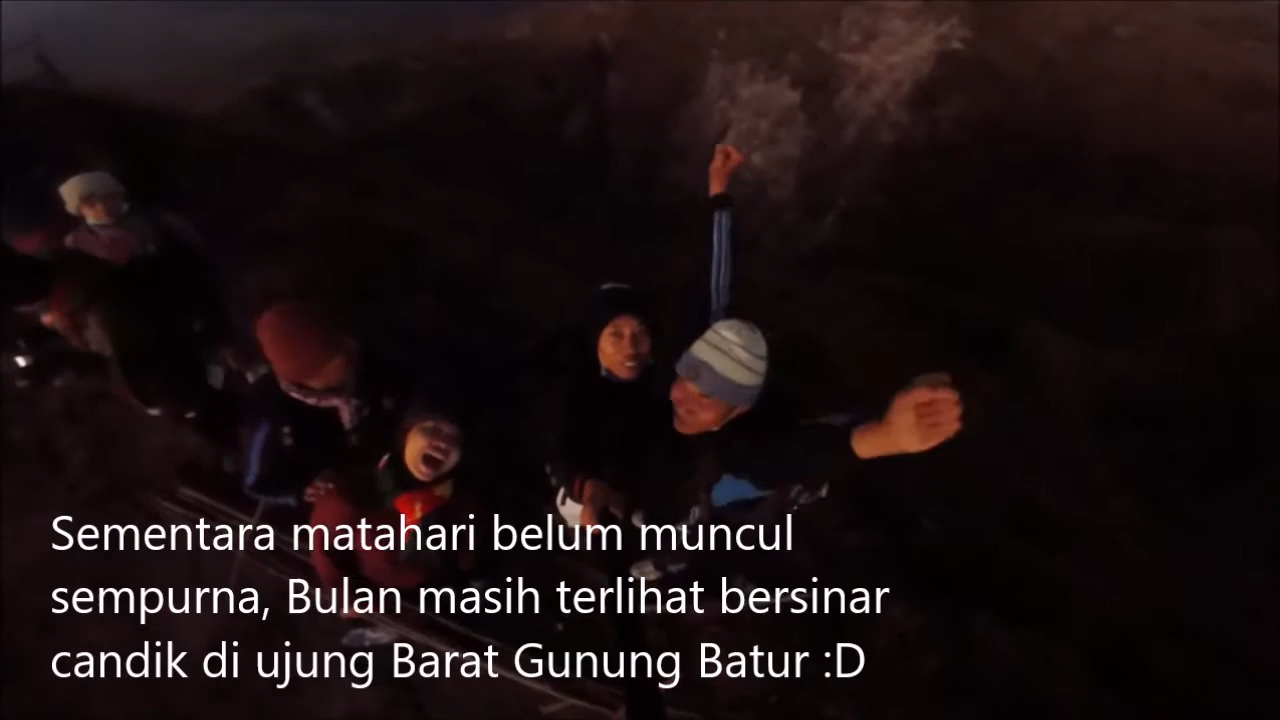 Sementara matahari belum muncul
sempurna, Bulan masih terlihat bersinar
candik di ujung Barat Gunung Batur :D